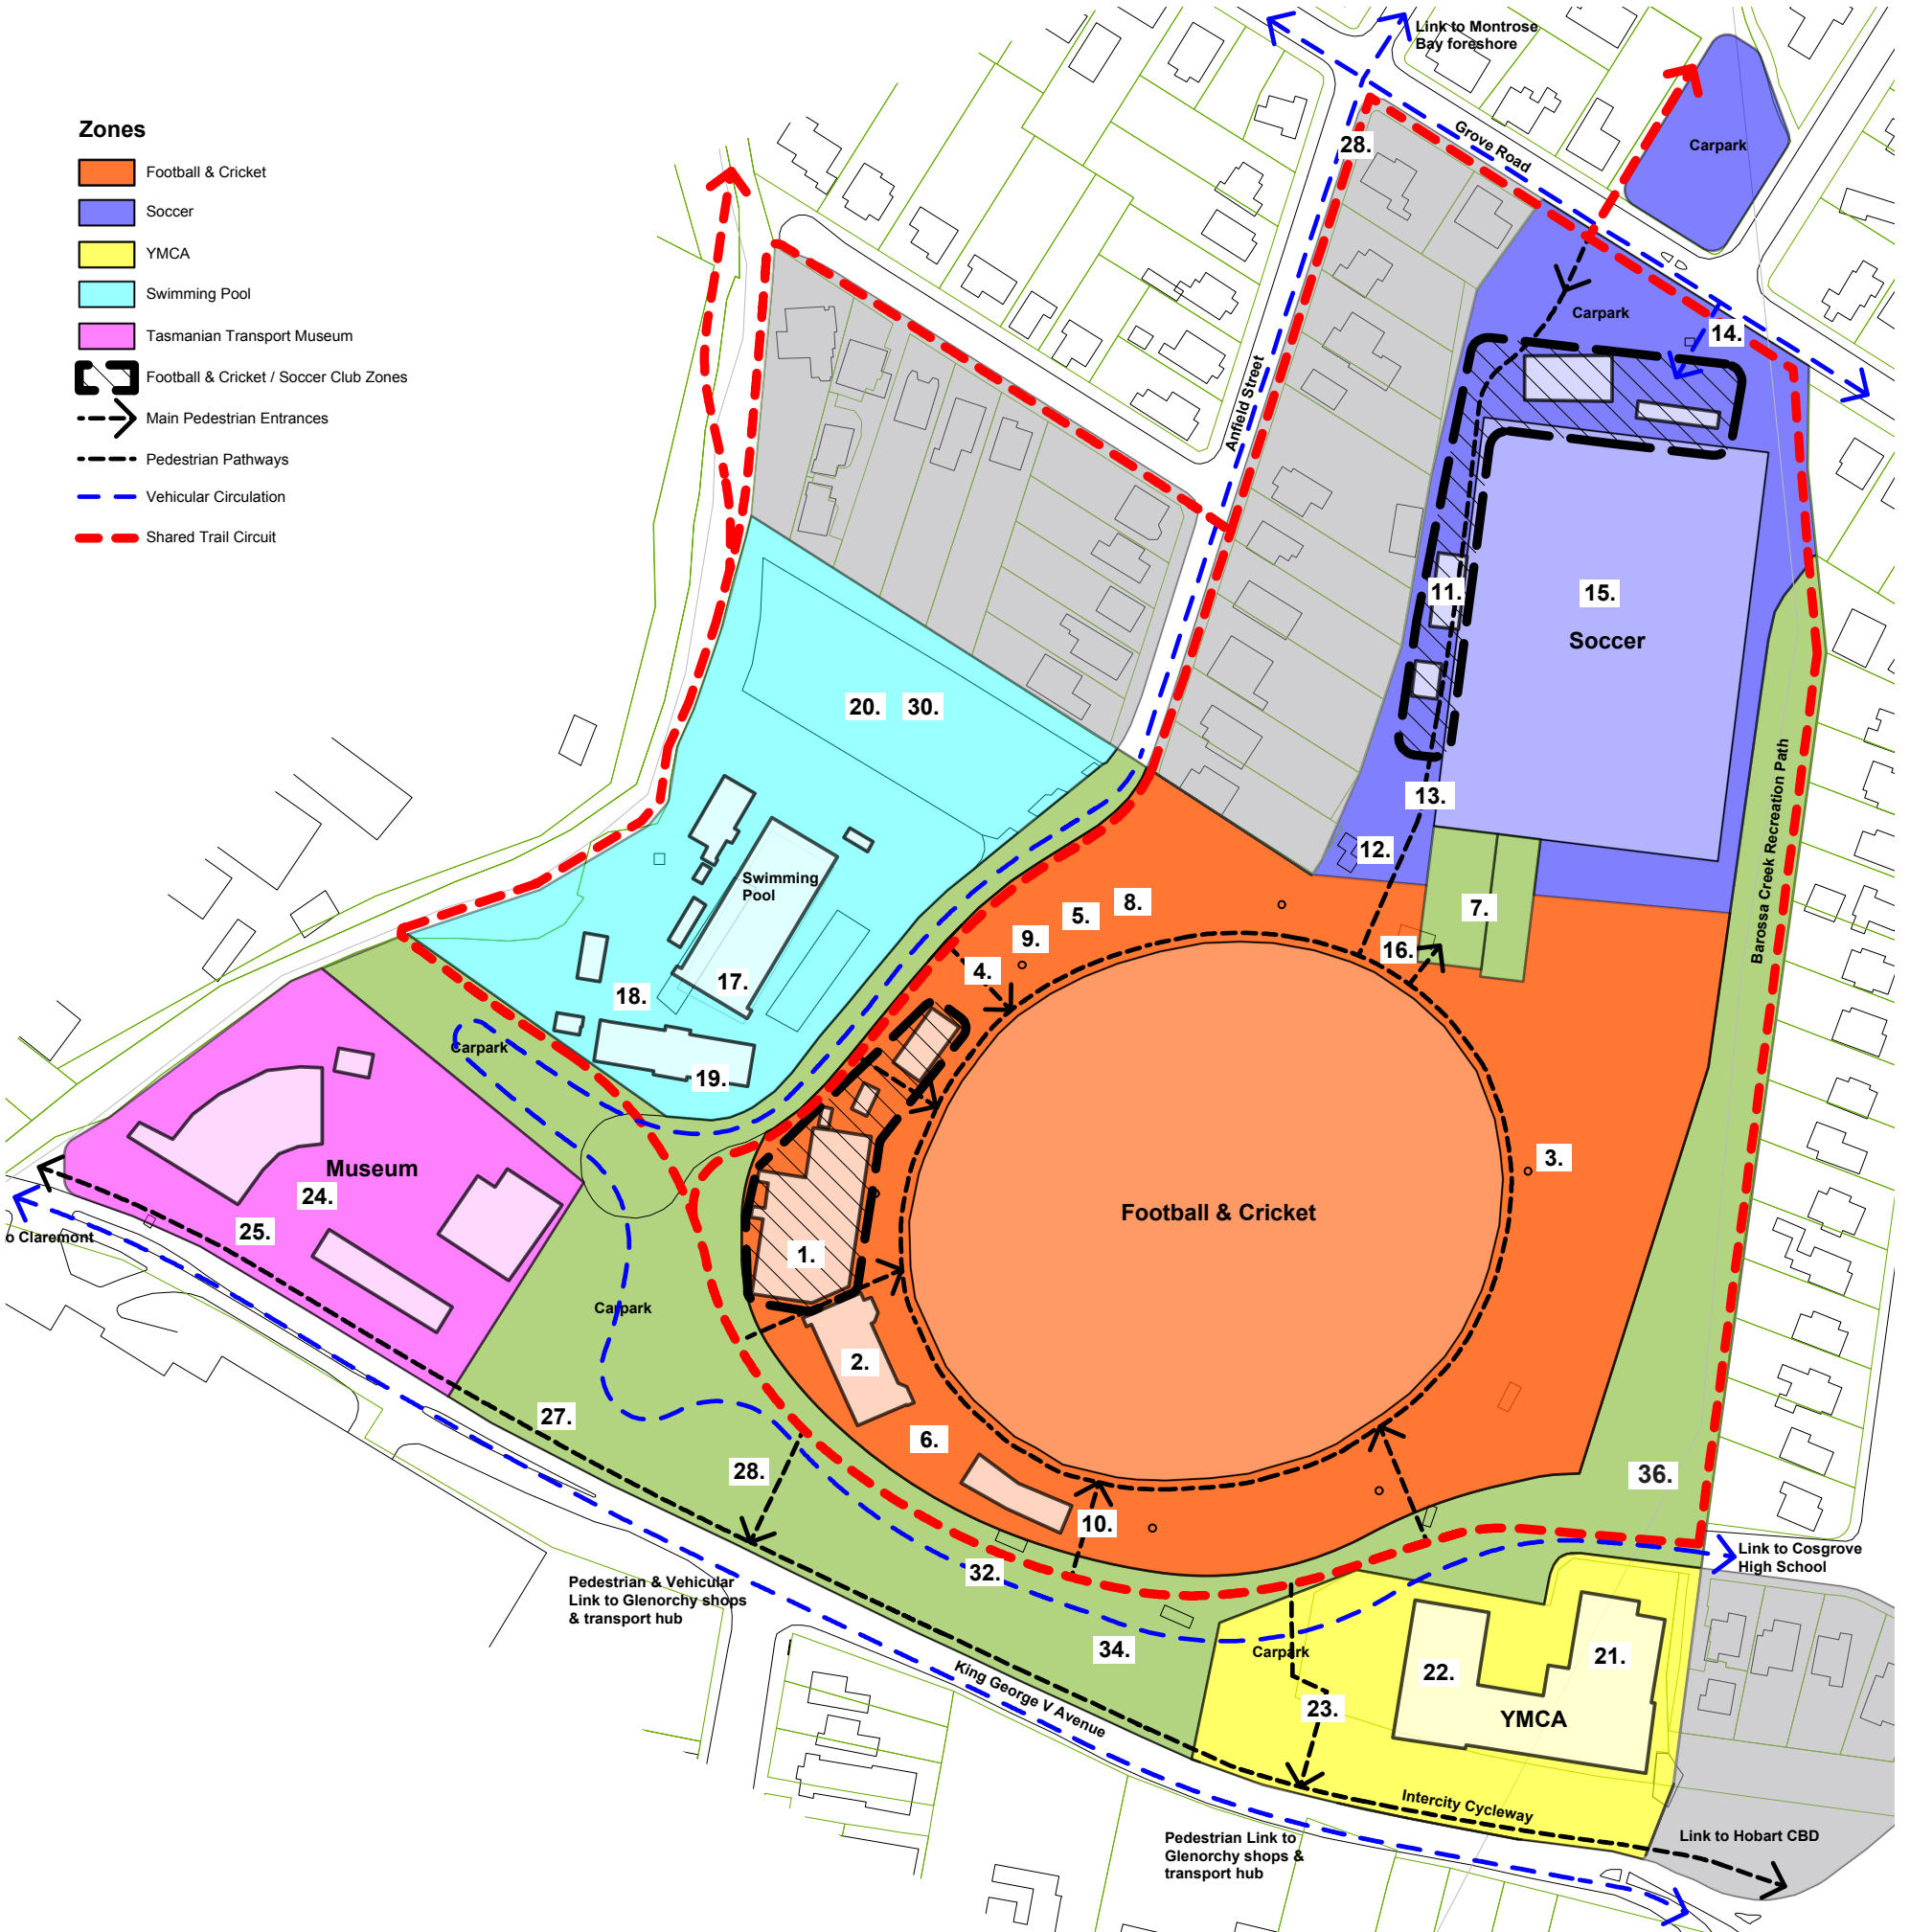 Link to Montrose
Bay foreshore
Zones
Football & Cricket
Soccer
YMCA
Swimming Pool
Tasmanian Transport Museum
Football & Cricket / Soccer Club Zones
Main Pedestrian Entrances
Pedestrian Pathways
Vehicular Circulation
Shared Trail Circuit
Grove Road
28.
Carpark
Carpark
14.
Anfield Street
11.
15.
Soccer
20.
30.
13.
12.
Barossa Creek Recreation Path
Swimming
Pool
7.
8.
5.
9.
16.
4.
17.
18.
Carpark
19.
3.
Museum
24.
25.
o Claremont
Football & Cricket
1.
Carpark
2.
27.
6.
28.
36.
10.
Link to Cosgrove
High School
32.
Pedestrian & Vehicular
Link to Glenorchy shops
& transport hub
34.
Carpark
21.
22.
23.
YMCA
King George V Avenue
Intercity Cycleway
Link to Hobart CBD
Pedestrian Link to
Glenorchy shops &
transport hub